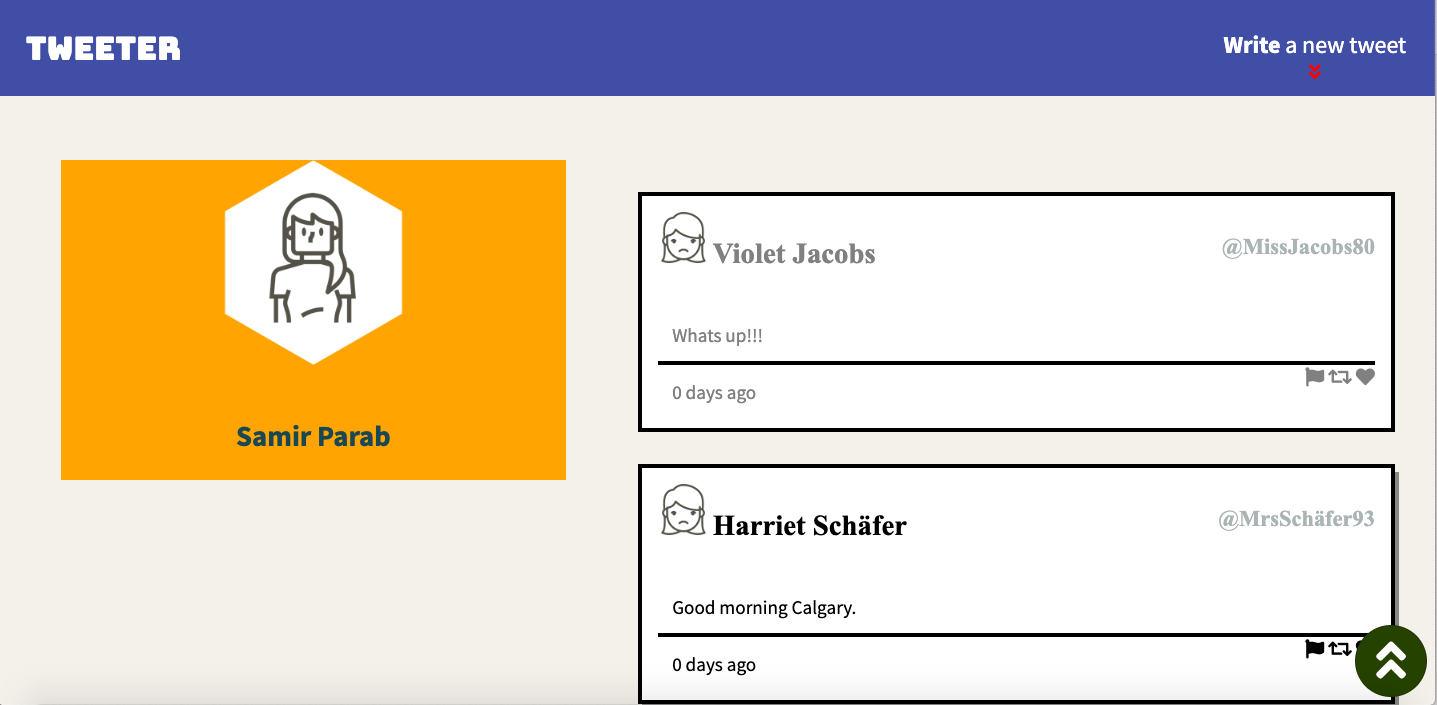 TWEETER
Write a new tweet
Samir Parab
Violet Jacobs
@MissJacobs80
Whats up!!!
0 days ago
Harriet Schäfer
@MrsSchäfer93
Good morning Calgary.
0 days ago